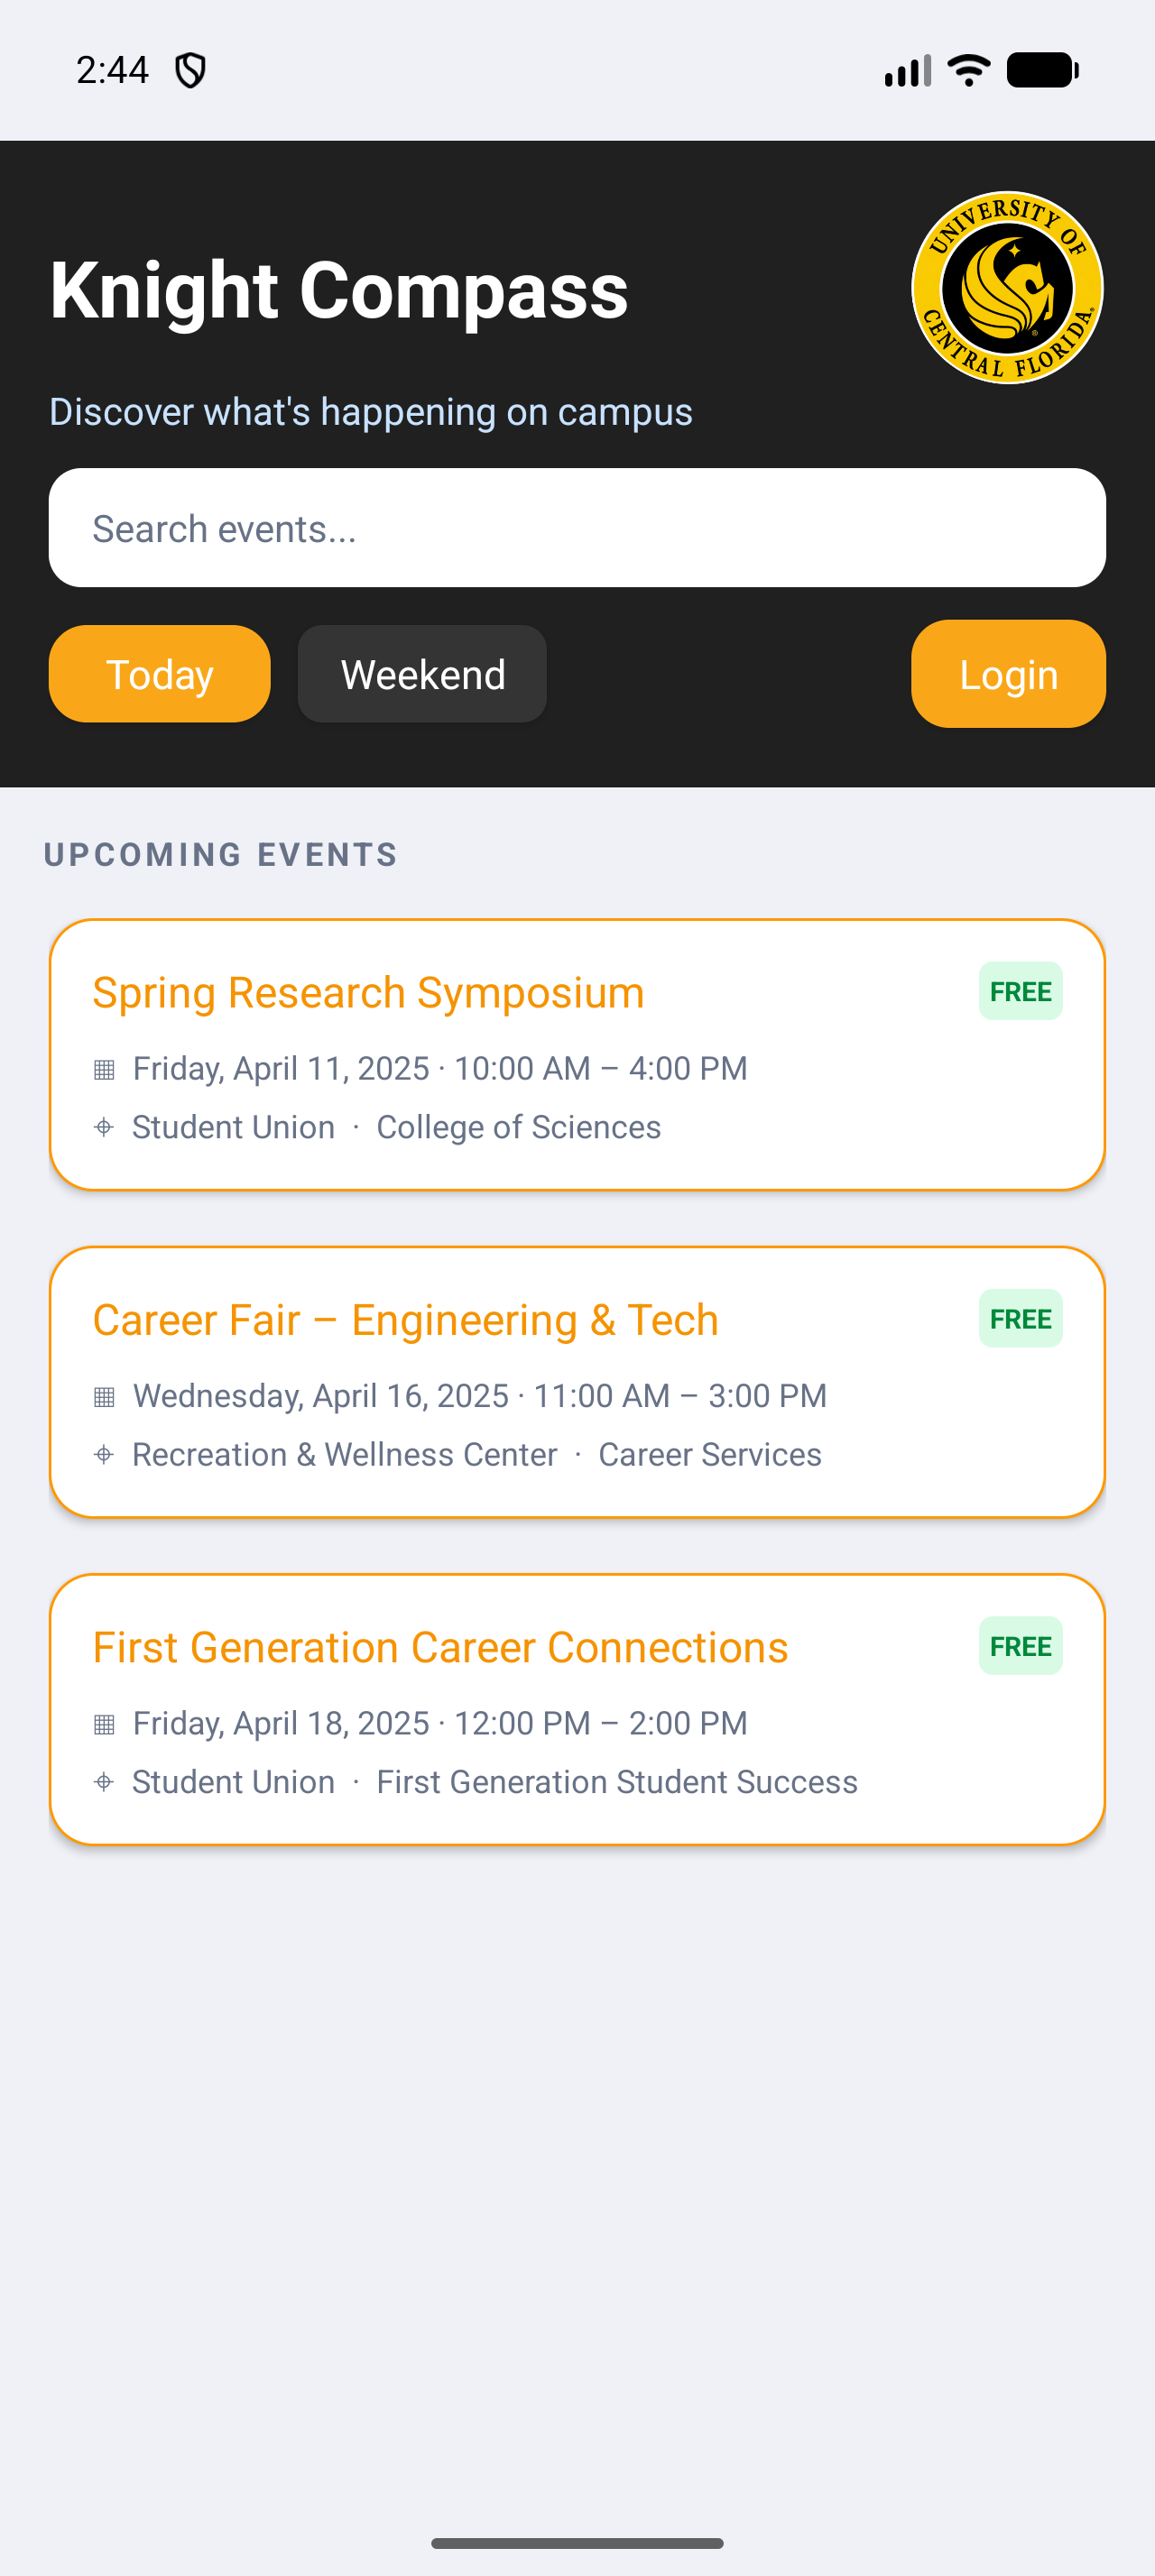 2:44
Knight Compass
UNIVERSITY OF
CENTRAL FLORIDA
Discover what's happening on campus
Search events...
Today Weekend Login
UPCOMING EVENTS
Spring Research Symposium FREE
Friday, April 11, 2025 · 10:00 AM – 4:00 PM
Student Union · College of Sciences
Career Fair – Engineering & Tech FREE
Wednesday, April 16, 2025 · 11:00 AM – 3:00 PM
Recreation & Wellness Center · Career Services
First Generation Career Connections FREE
Friday, April 18, 2025 · 12:00 PM – 2:00 PM
Student Union · First Generation Student Success